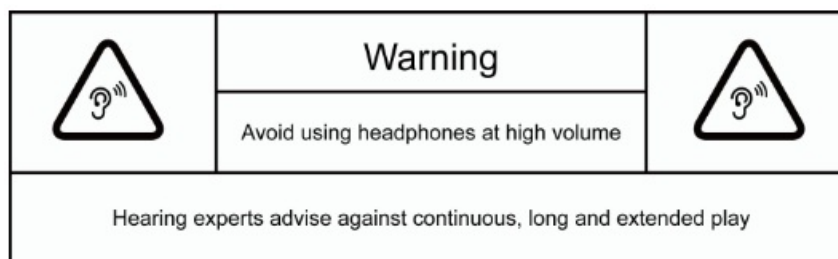 Warning
Avoid using headphones at high volume
Hearing experts advise against continuous, long and extended play